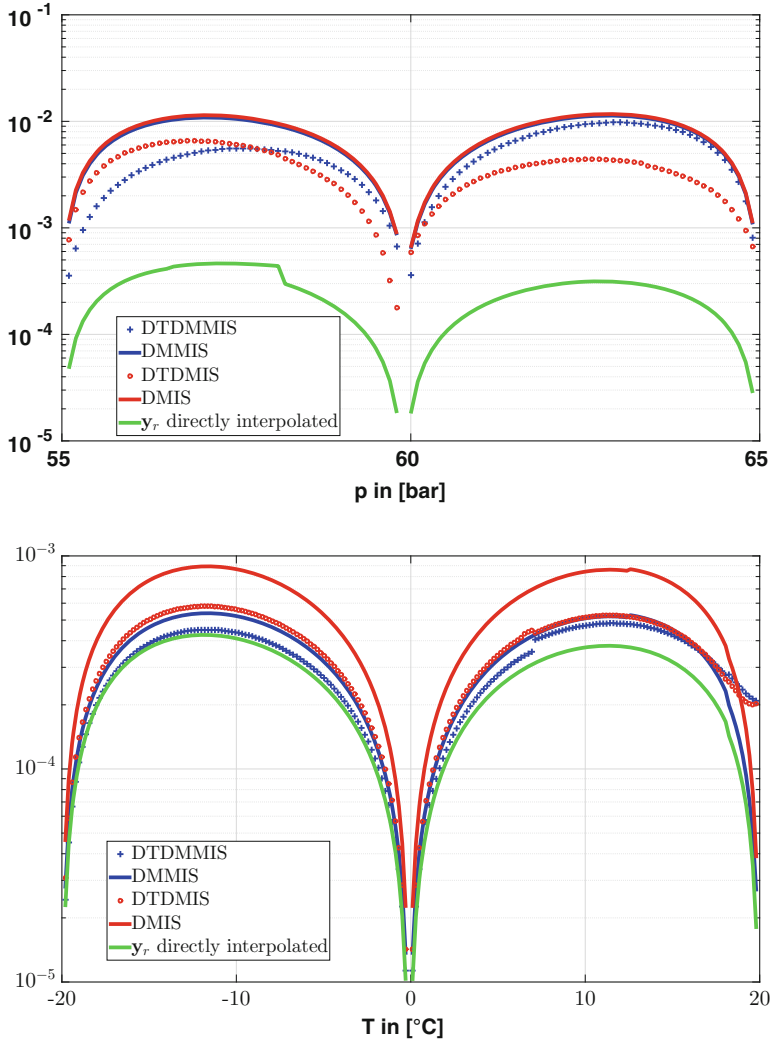 10^-1
10^-2
10^-3
10^-4
10^-5
DTDMMIS
DMMIS
DTDMIS
DMIS
y_r directly interpolated
55 60 65
p in [bar]
10^-3
10^-4
10^-5
DTDMMIS
DMMIS
DTDMIS
DMIS
y_r directly interpolated
-20 -10 0 10 20
T in [°C]